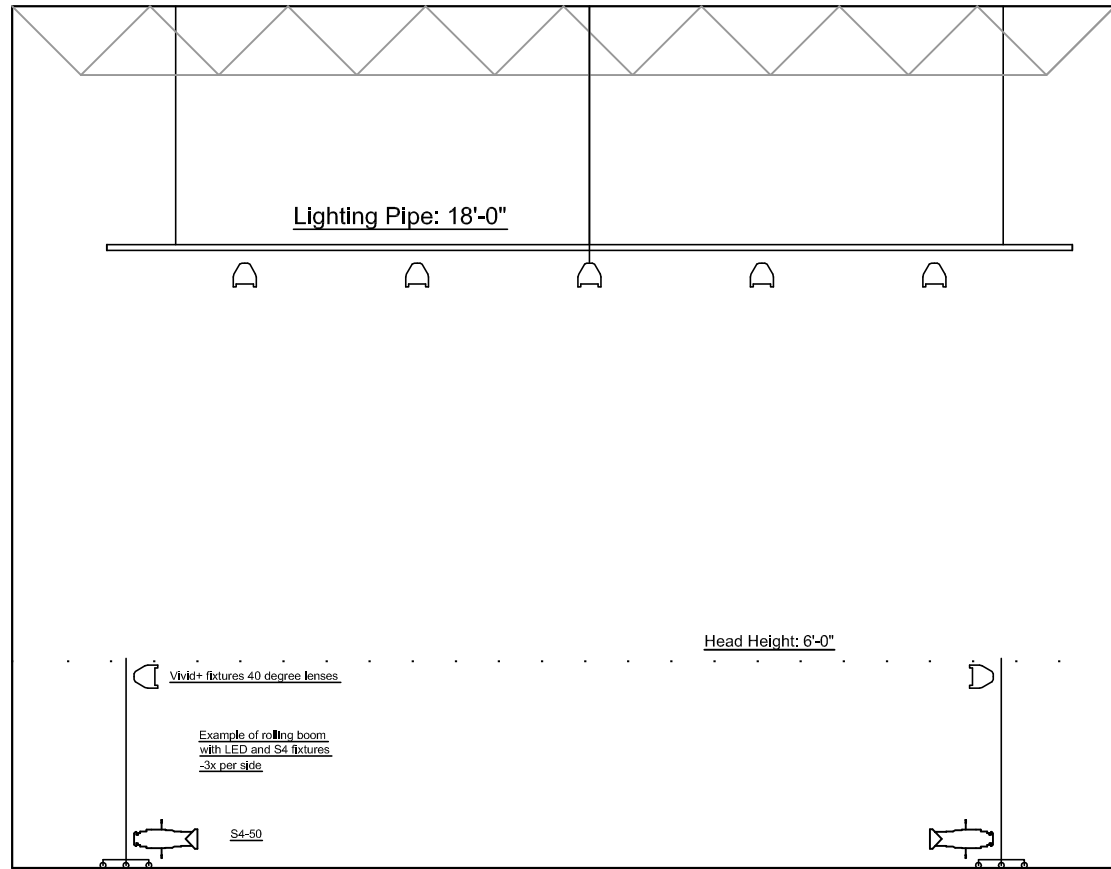 Lighting Pipe: 18'-0"
Head Height: 6'-0"
Vivid+ fixtures 40 degree lenses
Example of rolling boom
with LED and S4 fixtures
-3x per side
S4-50